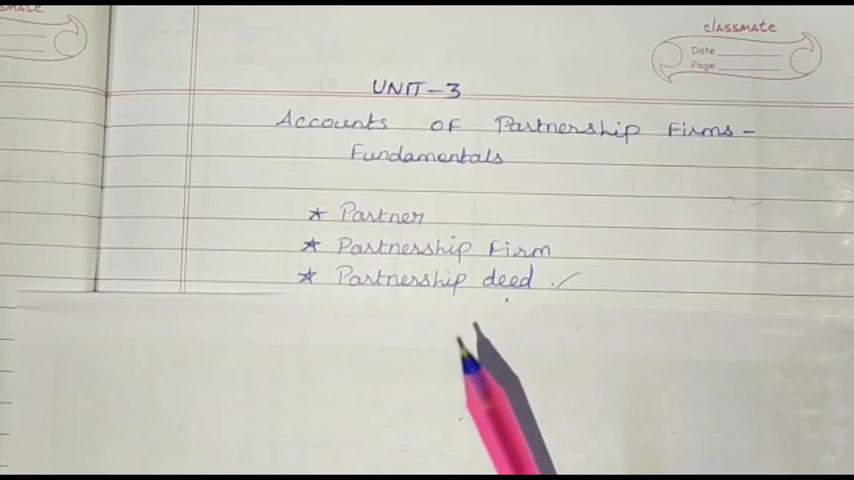 classmate
Date
Page
UNIT-3
Accounts of Partnership Firms-
Fundamentals
* Partner
* Partnership Firm
* Partnership deed ✓